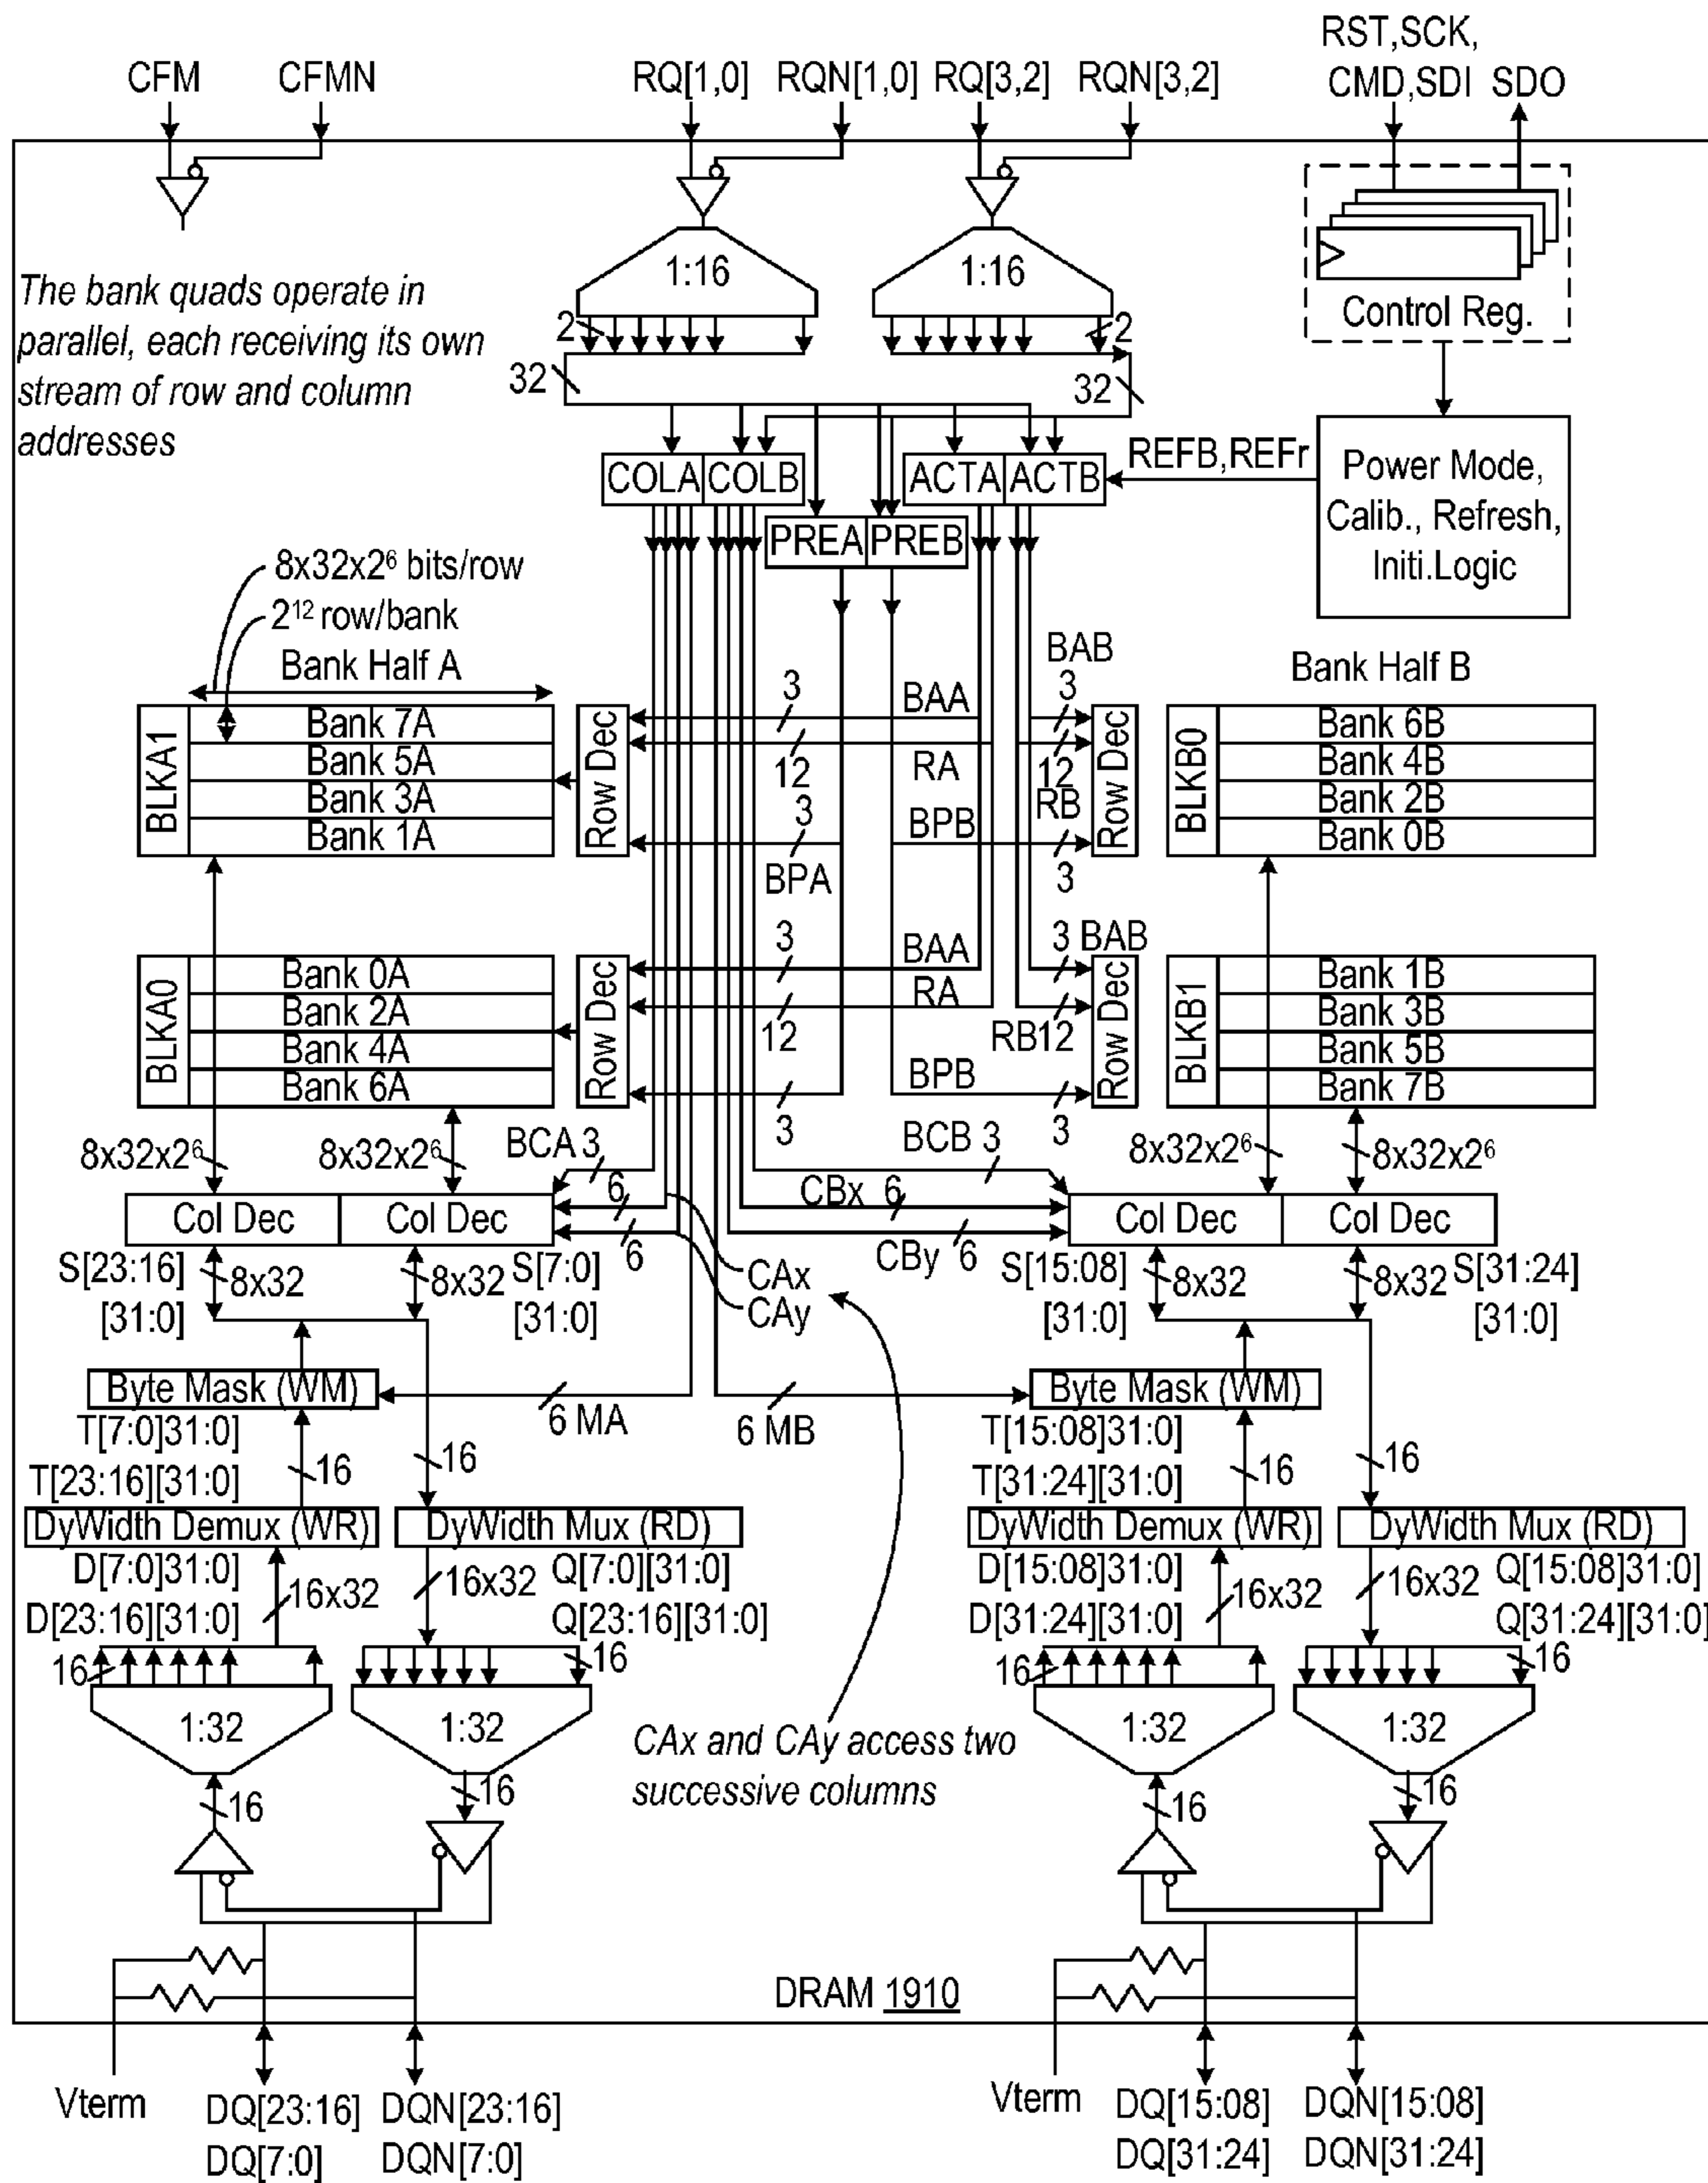 RST,SCK,
CFM CFMN RQ[1,0] RQN[1,0] RQ[3,2] RQN[3,2] CMD,SDI SDO
The bank quads operate in
parallel, each receiving its own
stream of row and column
addresses
1:16 1:16
Control Reg.
2 2
32 32
COLA COLB ACTA ACTB
REFB,REFr
PREA PREB
Power Mode,
Calib., Refresh,
Initi.Logic
8x32x2⁶ bits/row
2¹² row/bank
Bank Half A
Bank Half B
BLKA1
Bank 7A
Bank 5A
Bank 3A
Bank 1A
Row Dec
3 BAA
12 RA
3 BPB
BPA
BAB
3
12
RB
3
Row Dec
BLKB0
Bank 6B
Bank 4B
Bank 2B
Bank 0B
BLKA0
Bank 0A
Bank 2A
Bank 4A
Bank 6A
Row Dec
3 BAA
RA
12
BPB
3
3 BAB
RB12
3
Row Dec
BLKB1
Bank 1B
Bank 3B
Bank 5B
Bank 7B
8x32x2⁶ 8x32x2⁶ BCA 3 BCB 3 8x32x2⁶ 8x32x2⁶
Col Dec Col Dec 6 CBx 6 Col Dec Col Dec
6 CBy 6
S[23:16] 8x32 8x32 S[7:0] CAx S[15:08] 8x32 8x32 S[31:24]
[31:0] [31:0] CAy [31:0] [31:0]
Byte Mask (WM) 6 MA 6 MB Byte Mask (WM)
T[7:0]31:0] T[15:08]31:0]
T[23:16][31:0] 16 16 T[31:24][31:0] 16 16
DyWidth Demux (WR) DyWidth Mux (RD) DyWidth Demux (WR) DyWidth Mux (RD)
D[7:0]31:0] 16x32 16x32 Q[7:0][31:0] D[15:08]31:0] 16x32 16x32 Q[15:08]31:0]
D[23:16][31:0] Q[23:16][31:0] D[31:24][31:0] Q[31:24][31:0]
16 16 16 16
1:32 1:32 1:32 1:32
CAx and CAy access two
successive columns
16 16 16 16
DRAM 1910
Vterm DQ[23:16] DQN[23:16] Vterm DQ[15:08] DQN[15:08]
DQ[7:0] DQN[7:0] DQ[31:24] DQN[31:24]